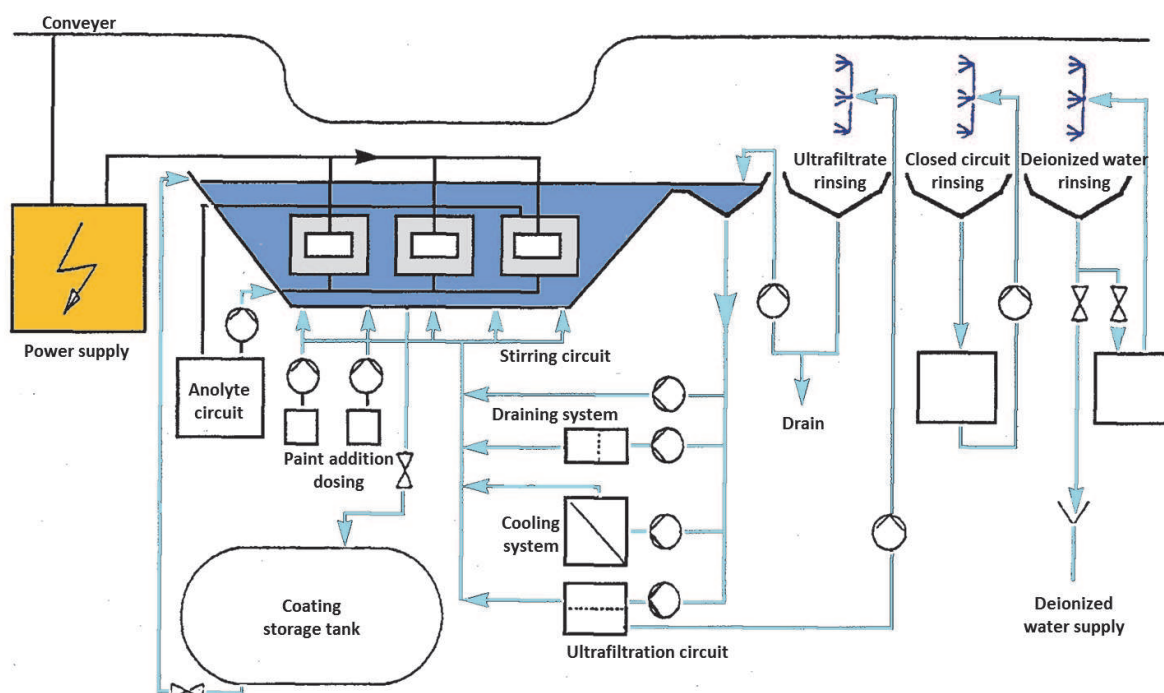 Conveyer
Power supply
Anolyte
circuit
Paint addition
dosing
Stirring circuit
Draining system
Cooling
system
Ultrafiltration circuit
Coating
storage tank
Ultrafiltrate
rinsing
Closed circuit
rinsing
Deionized water
rinsing
Drain
Deionized
water supply